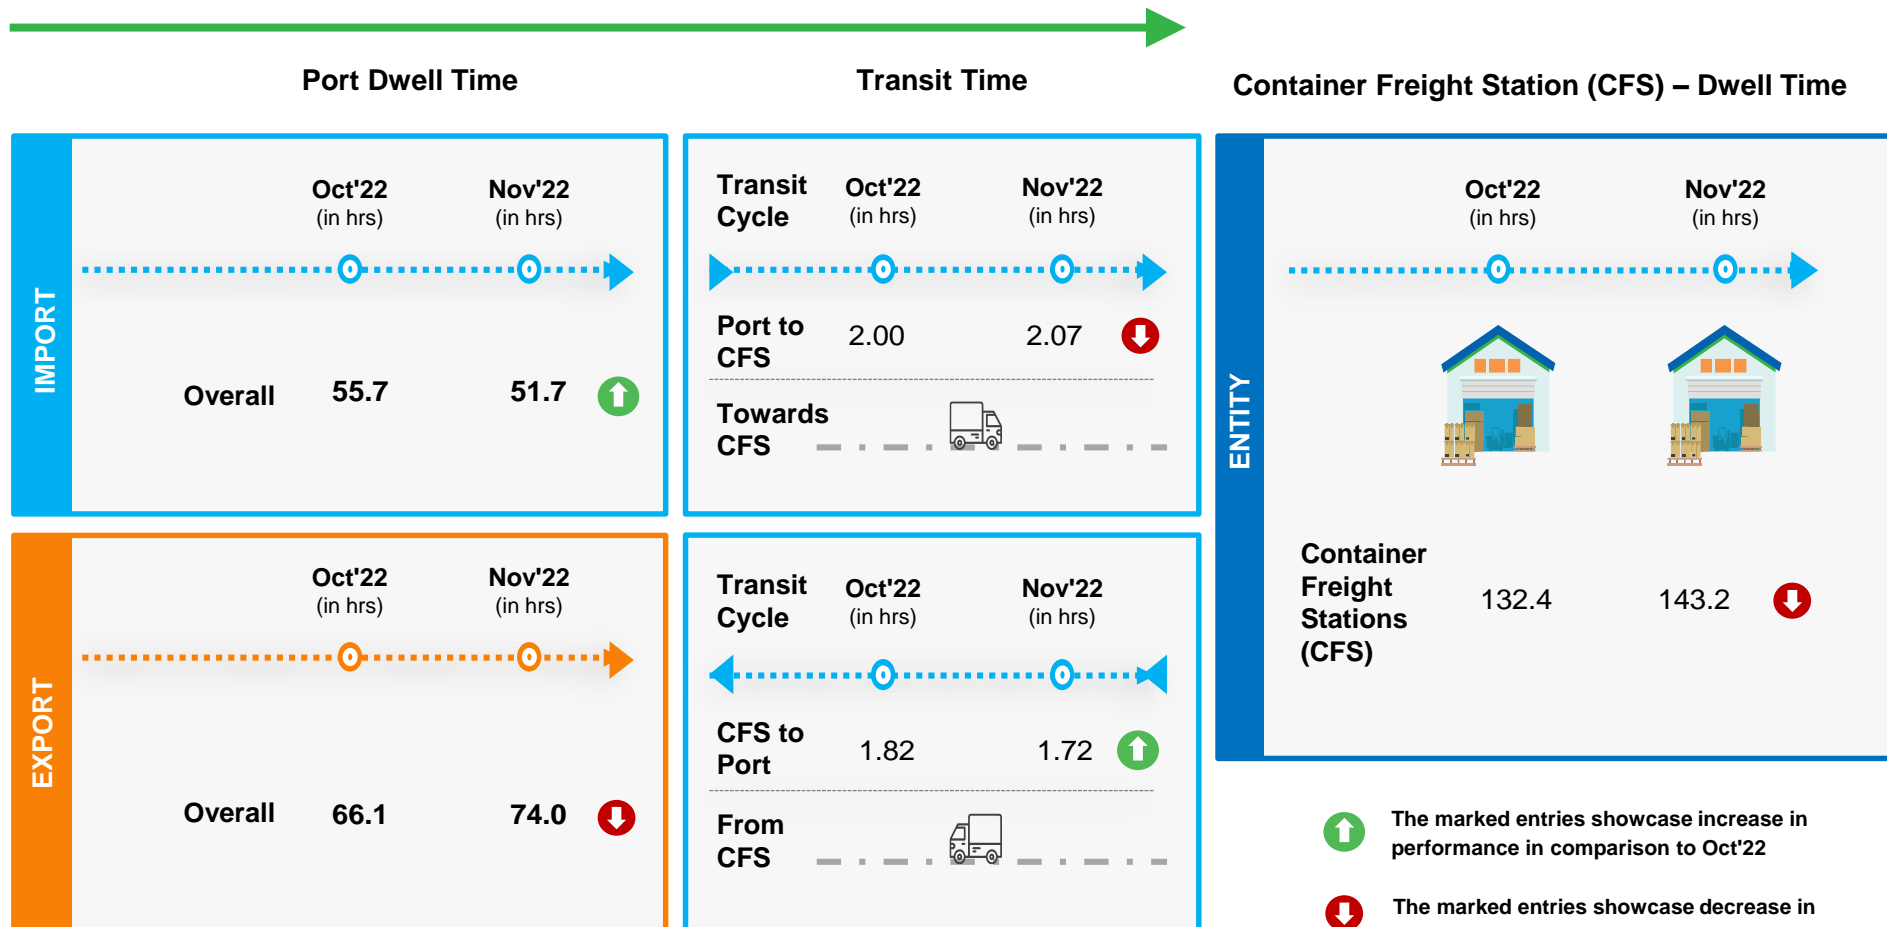 Port Dwell Time
Transit Time
Container Freight Station (CFS) – Dwell Time
IMPORT
Oct'22
(in hrs)
Nov'22
(in hrs)
Overall
55.7
51.7
Transit
Cycle
Oct'22
(in hrs)
Nov'22
(in hrs)
Port to
CFS
2.00
2.07
Towards
CFS
ENTITY
Oct'22
(in hrs)
Nov'22
(in hrs)
Container
Freight
Stations
(CFS)
132.4
143.2
EXPORT
Oct'22
(in hrs)
Nov'22
(in hrs)
Overall
66.1
74.0
Transit
Cycle
Oct'22
(in hrs)
Nov'22
(in hrs)
CFS to
Port
1.82
1.72
From
CFS
The marked entries showcase increase in
performance in comparison to Oct'22
The marked entries showcase decrease in